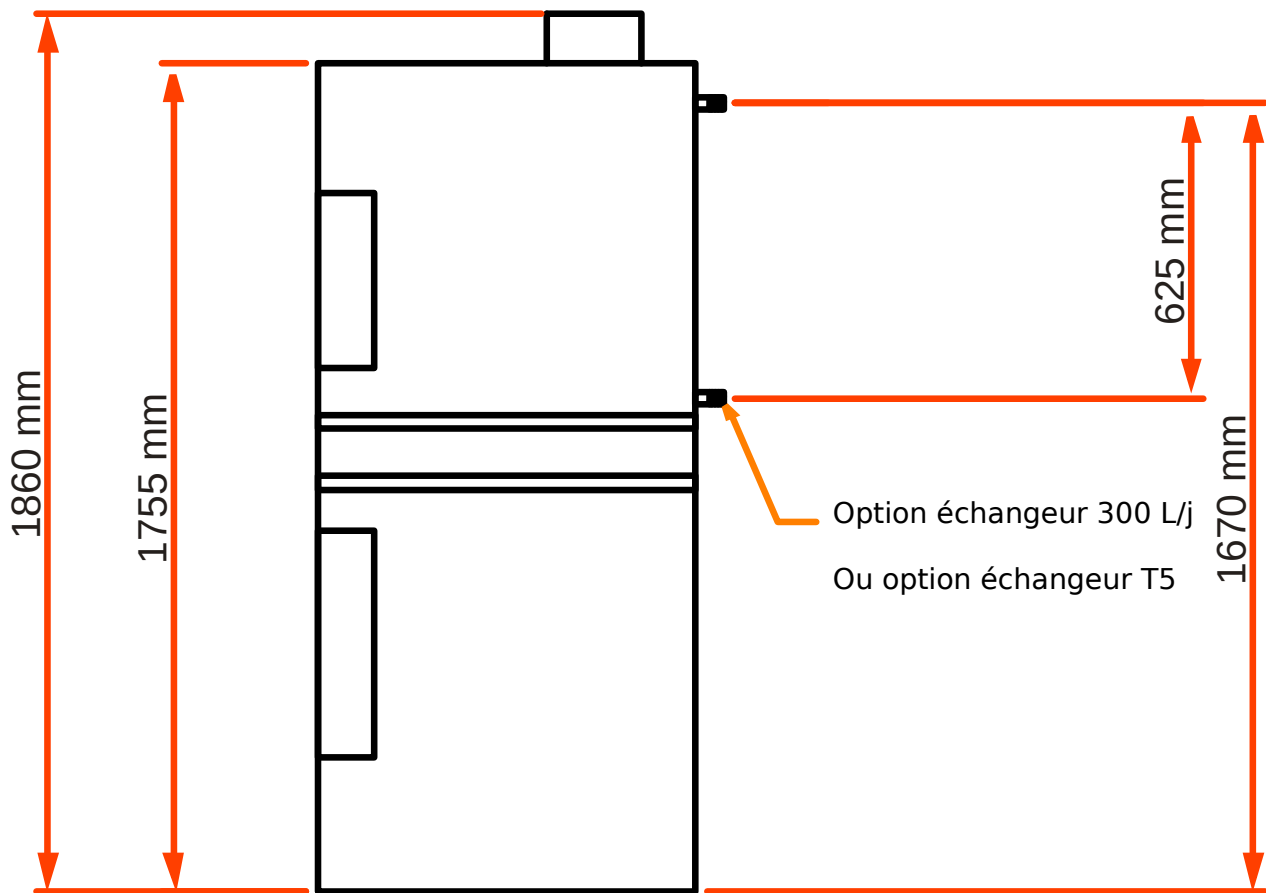 1860 mm
1755 mm
625 mm
1670 mm
Option échangeur 300 L/j
Ou option échangeur T5